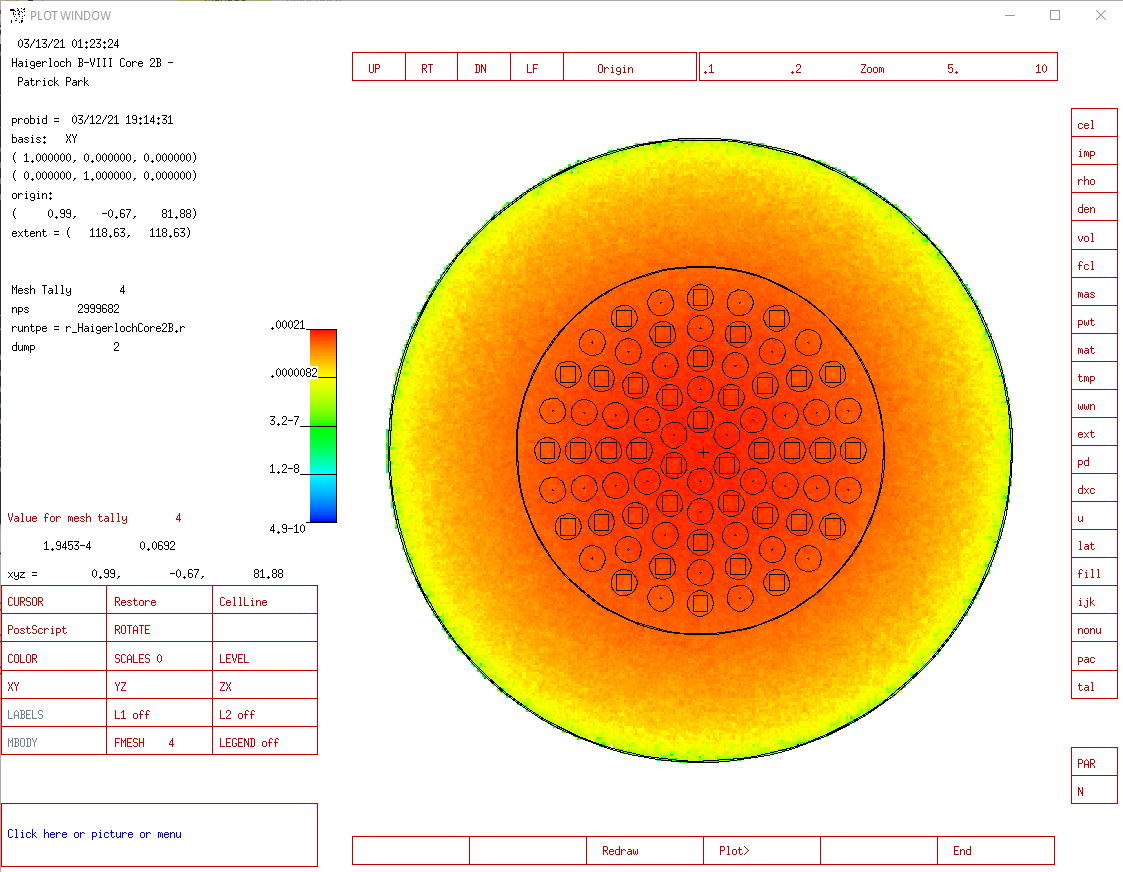 PLOT WINDOW
03/13/21 01:23:24
Haigerloch B-VIII Core 2B -
Patrick Park
probid = 03/12/21 19:14:31
basis: XY
( 1.000000, 0.000000, 0.000000)
( 0.000000, 1.000000, 0.000000)
origin:
( 0.99, -0.67, 81.88)
extent = ( 118.63, 118.63)
Mesh Tally 4
nps 2999682
runtpe = r_HaigerlochCore2B.r
dump 2
.00021
.0000082
3.2-7
1.2-8
4.9-10
Value for mesh tally 4
1.9453-4 0.0692
xyz = 0.99, -0.67, 81.88
CURSOR Restore CellLine
PostScript ROTATE
COLOR SCALES 0 LEVEL
XY YZ ZX
LABELS L1 off L2 off
MBODY FMESH 4 LEGEND off
Click here or picture or menu
UP RT DN LF Origin .1 .2 Zoom 5. 10
cel
imp
rho
den
vol
fcl
mas
pwt
mat
tmp
wwn
ext
pd
dxc
u
lat
fill
ijk
nonu
pac
tal
PAR
N
Redraw Plot> End